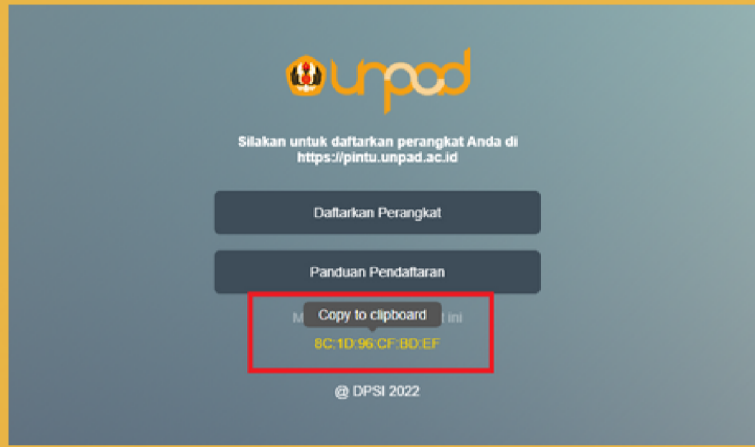 unpad
Silakan untuk daftarkan perangkat Anda di
https://pintu.unpad.ac.id
Daftarkan Perangkat
Panduan Pendaftaran
Copy to clipboard
ini
8C:1D:96:CF:BD:EF
@ DPSI 2022